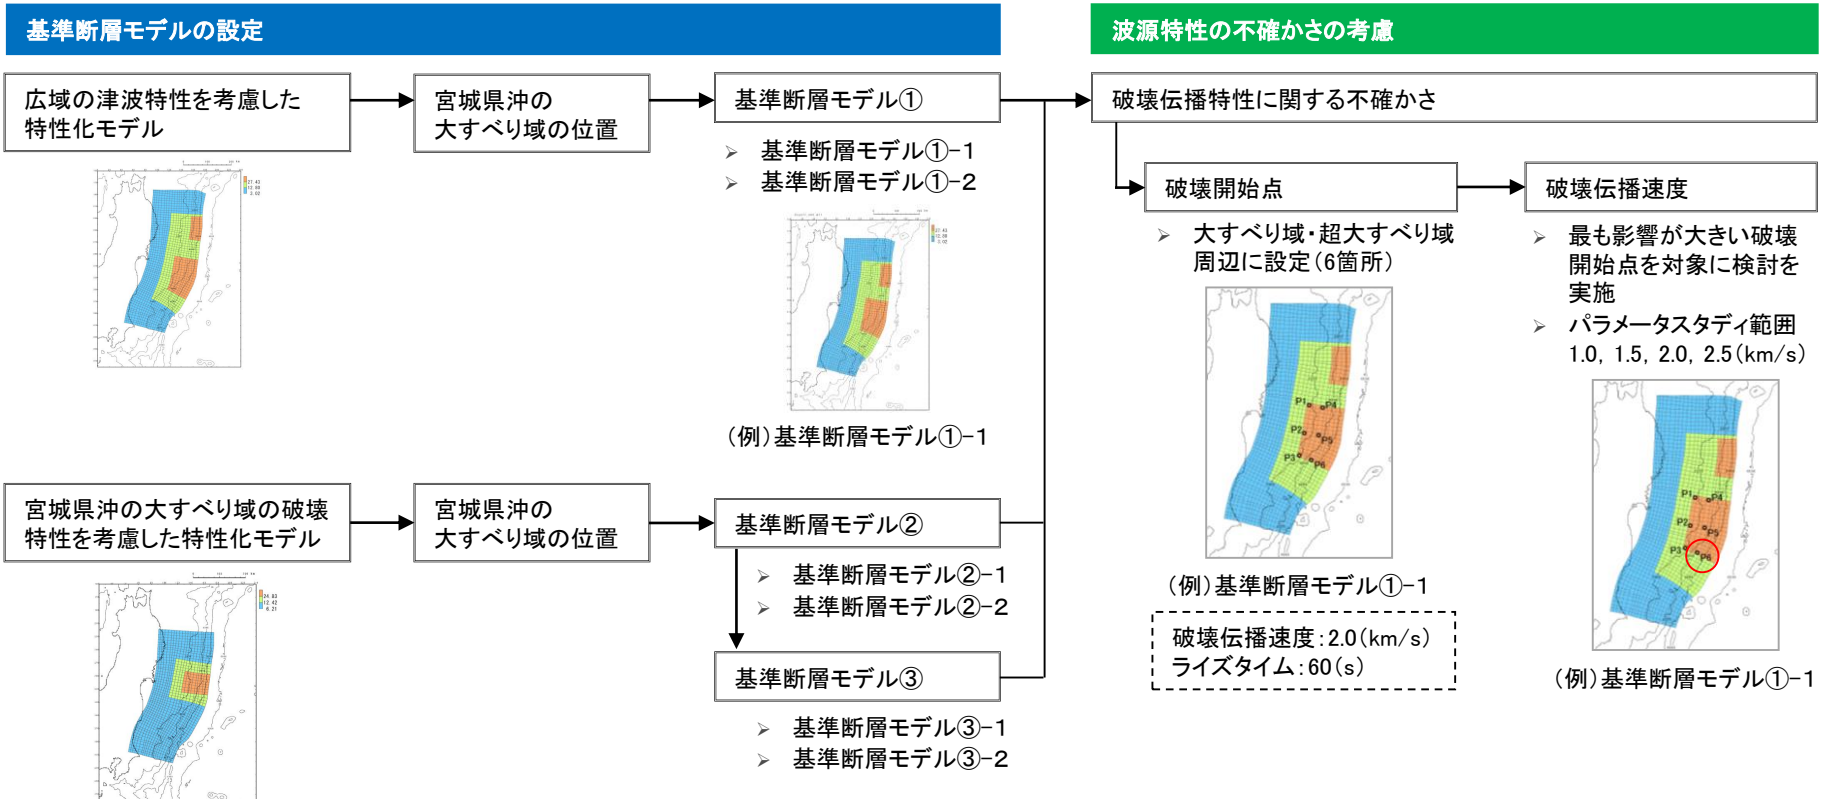 基準断層モデルの設定
広域の津波特性を考慮した
特性化モデル
宮城県沖の
大すべり域の位置
基準断層モデル①
➢ 基準断層モデル①-1
➢ 基準断層モデル①-2
27.43
(例)基準断層モデル①-1
宮城県沖の大すべり域の破壊
特性を考慮した特性化モデル
宮城県沖の
大すべり域の位置
基準断層モデル②
➢ 基準断層モデル②-1
➢ 基準断層モデル②-2
24.83
12.42
6.21
基準断層モデル③
➢ 基準断層モデル③-1
➢ 基準断層モデル③-2
波源特性の不確かさの考慮
破壊伝播特性に関する不確かさ
破壊開始点
➢ 大すべり域・超大すべり域
周辺に設定(6箇所)
P1 P4
P2 P5
P3 P6
(例)基準断層モデル①-1
破壊伝播速度:2.0(km/s)
ライズタイム:60(s)
破壊伝播速度
➢ 最も影響が大きい破壊
開始点を対象に検討を
実施
➢ パラメータスタディ範囲
1.0, 1.5, 2.0, 2.5(km/s)
P1 P4
P2 P5
P3 P6
(例)基準断層モデル①-1